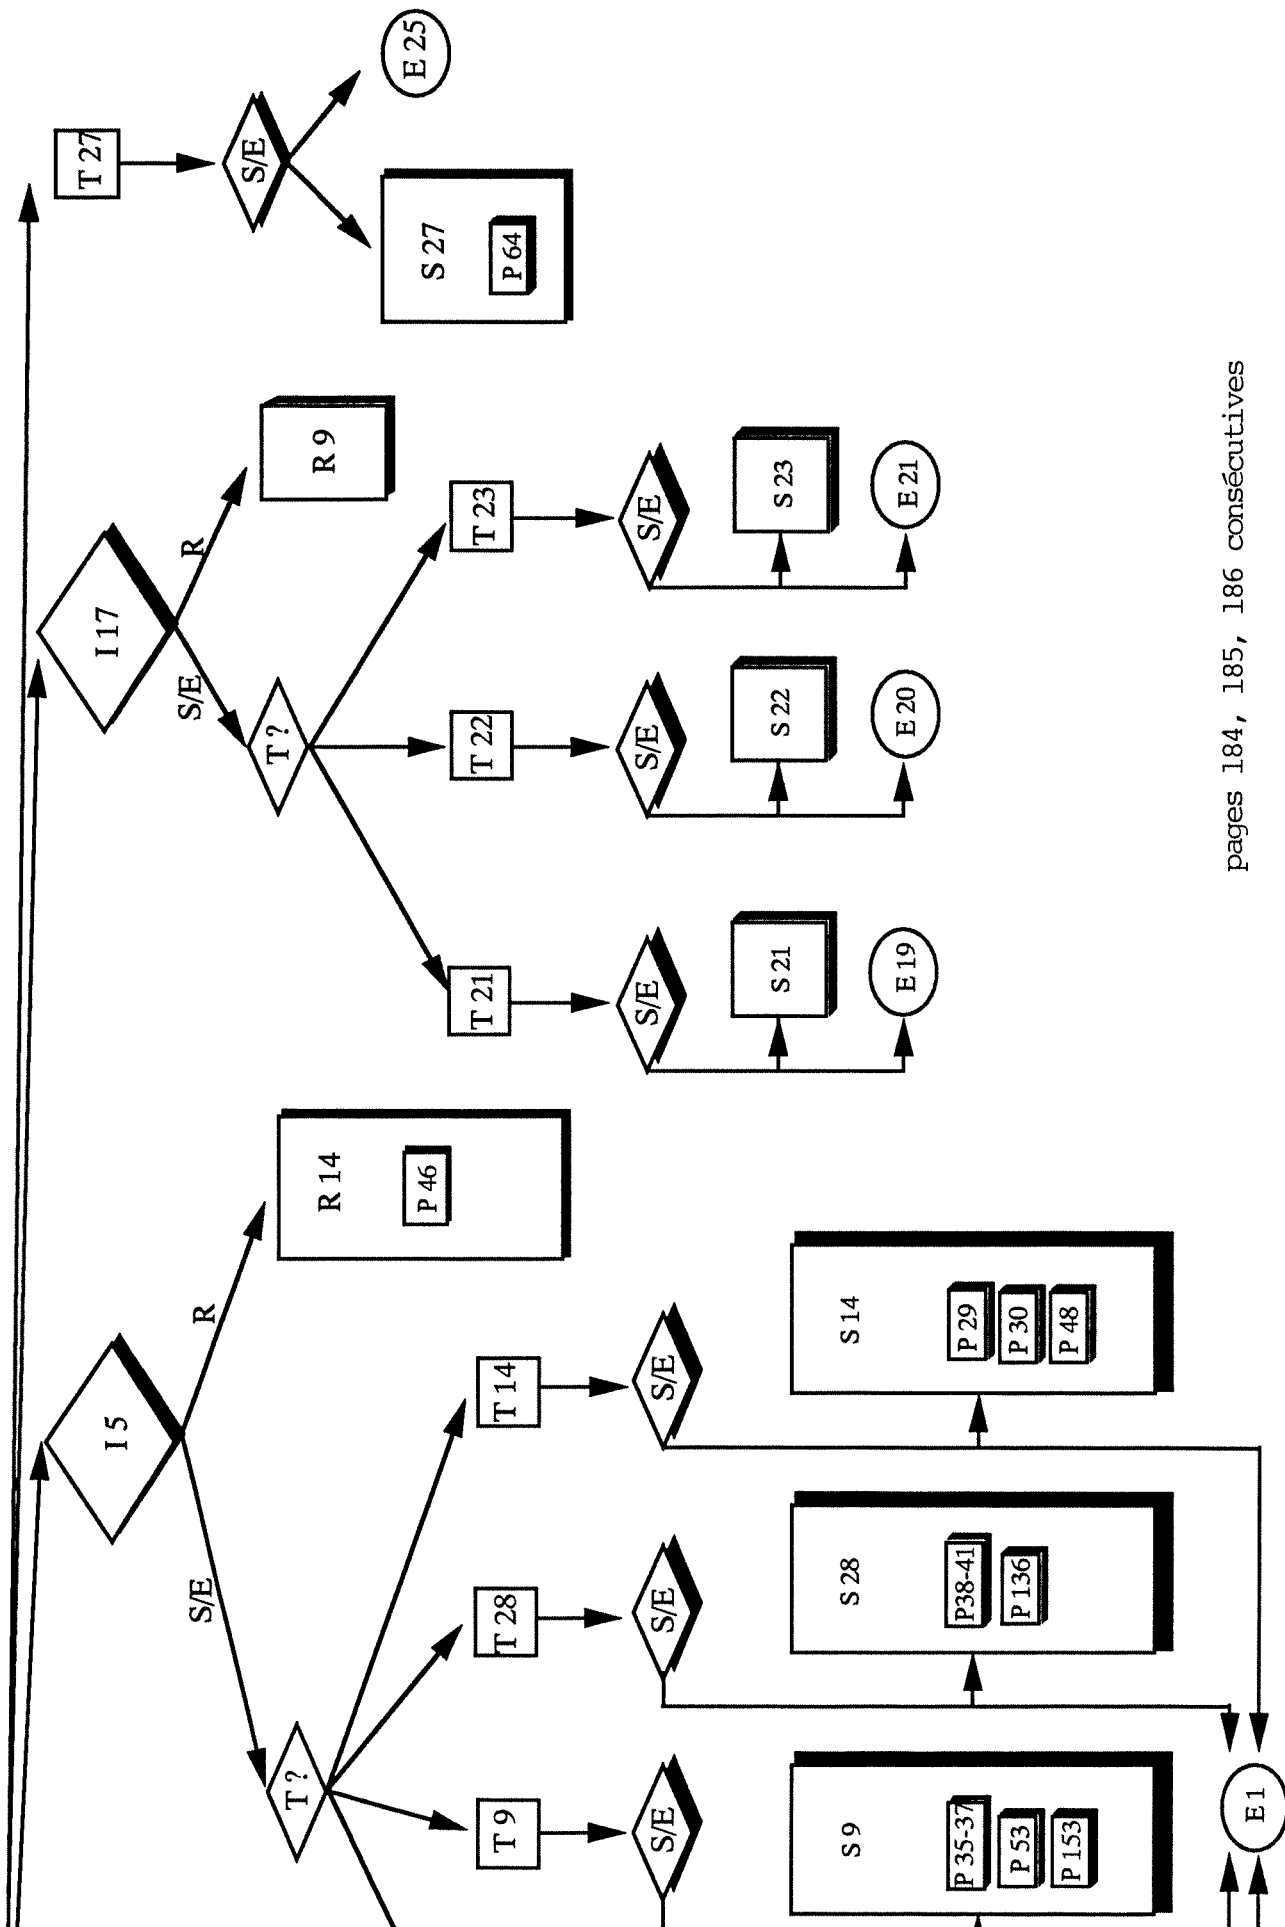 I 5
I 17
T 27
S/E
R
S/E
R
S/E
T ?
R 14
P 46
T ?
R 9
S 27
P 64
E 25
T 9
T 28
T 14
T 21
T 22
T 23
S/E
S/E
S/E
S/E
S/E
S/E
S 9
P 35-37
P 53
P 153
S 28
P38-41
P 136
S 14
P 29
P 30
P 48
S 21
S 22
S 23
E 19
E 20
E 21
E 1
pages 184, 185, 186 consécutives